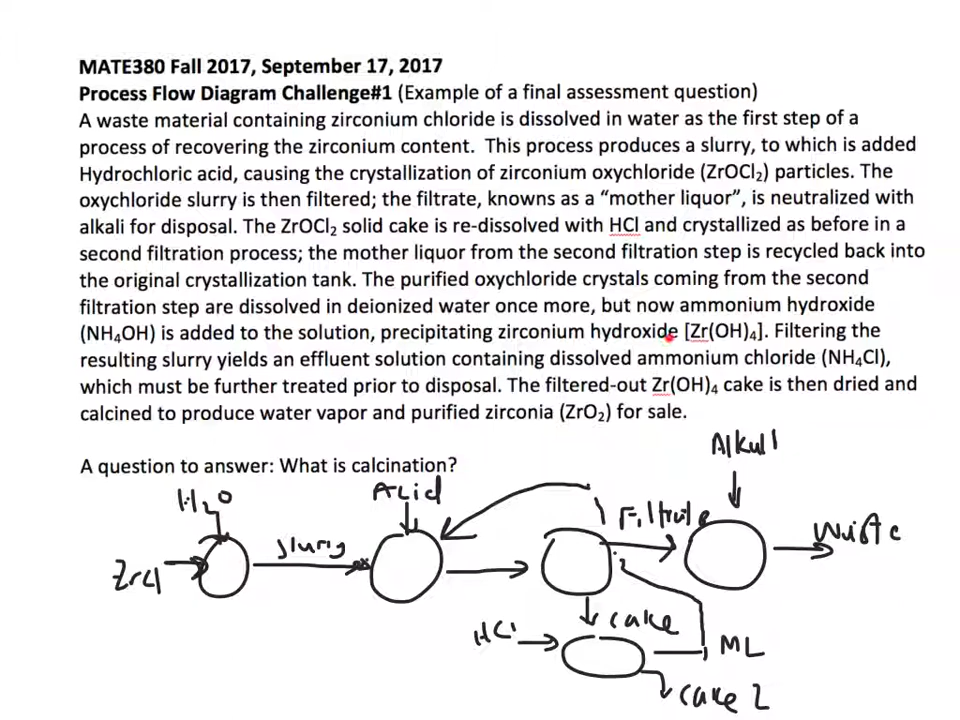 MATE380 Fall 2017, September 17, 2017
Process Flow Diagram Challenge#1 (Example of a final assessment question)
A waste material containing zirconium chloride is dissolved in water as the first step of a
process of recovering the zirconium content. This process produces a slurry, to which is added
Hydrochloric acid, causing the crystallization of zirconium oxychloride (ZrOCl₂) particles. The
oxychloride slurry is then filtered; the filtrate, knowns as a “mother liquor”, is neutralized with
alkali for disposal. The ZrOCl₂ solid cake is re-dissolved with HCl and crystallized as before in a
second filtration process; the mother liquor from the second filtration step is recycled back into
the original crystallization tank. The purified oxychloride crystals coming from the second
filtration step are dissolved in deionized water once more, but now ammonium hydroxide
(NH₄OH) is added to the solution, precipitating zirconium hydroxide [Zr(OH)₄]. Filtering the
resulting slurry yields an effluent solution containing dissolved ammonium chloride (NH₄Cl),
which must be further treated prior to disposal. The filtered-out Zr(OH)₄ cake is then dried and
calcined to produce water vapor and purified zirconia (ZrO₂) for sale.
A question to answer: What is calcination?
Alkali
H₂O
Acid
Filtrate
Waste
slurry
ZrCl
cake
HCl
ML
cake 2